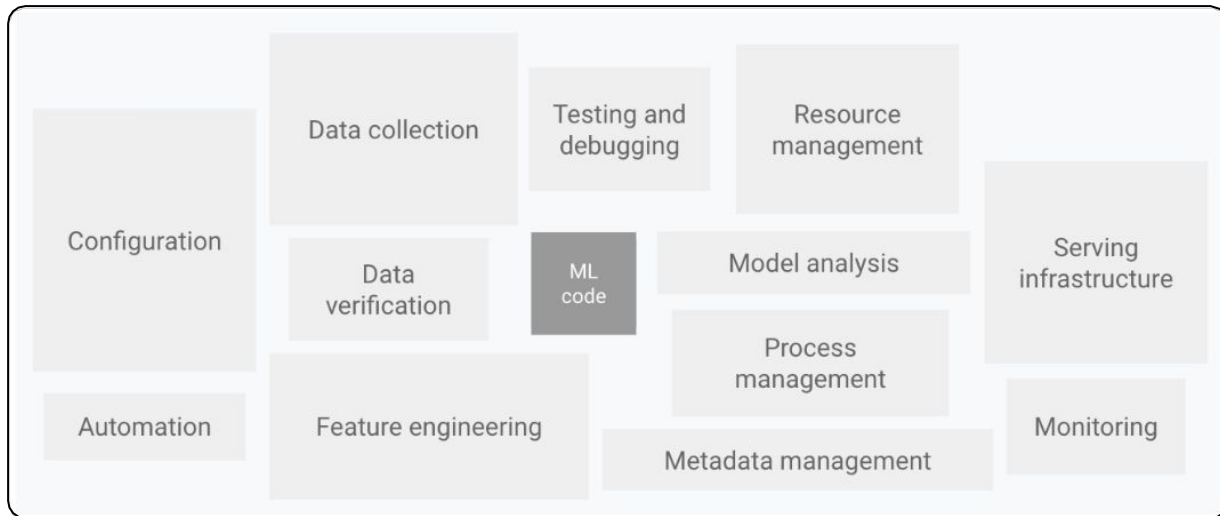 Configuration
Automation
Data collection
Data
verification
Feature engineering
Testing and
debugging
ML
code
Resource
management
Model analysis
Process
management
Metadata management
Serving
infrastructure
Monitoring